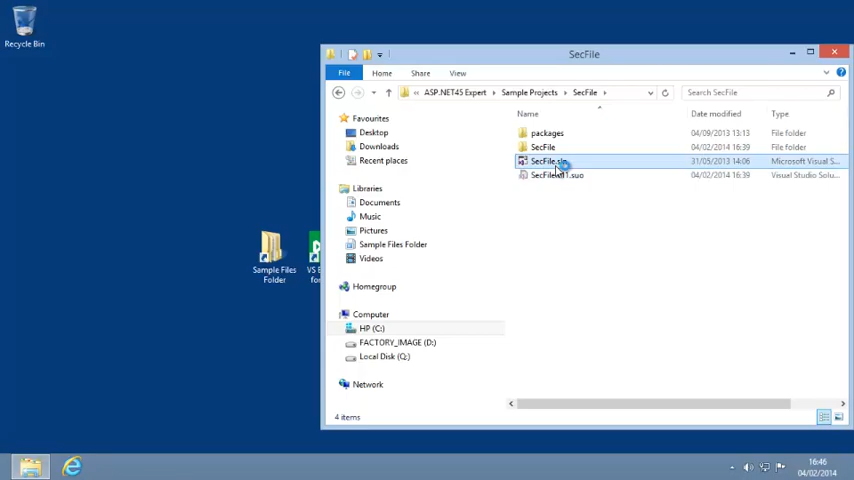 Recycle Bin
SecFile
File Home Share View
« ASP.NET45 Expert Sample Projects SecFile
Search SecFile
Name Date modified Type
Favourites
Desktop
Downloads
Recent places
Libraries
Documents
Music
Pictures
Sample Files Folder
Videos
Homegroup
Computer
HP (C:)
FACTORY_IMAGE (D:)
Local Disk (Q:)
Network
packages 04/09/2013 13:13 File folder
SecFile 04/02/2014 16:39 File folder
SecFile.sln 31/05/2013 14:06 Microsoft Visual S...
04/02/2014 16:39 Visual Studio Solu...
Sample Files
Folder
VS
for
4 items
16:46
04/02/2014